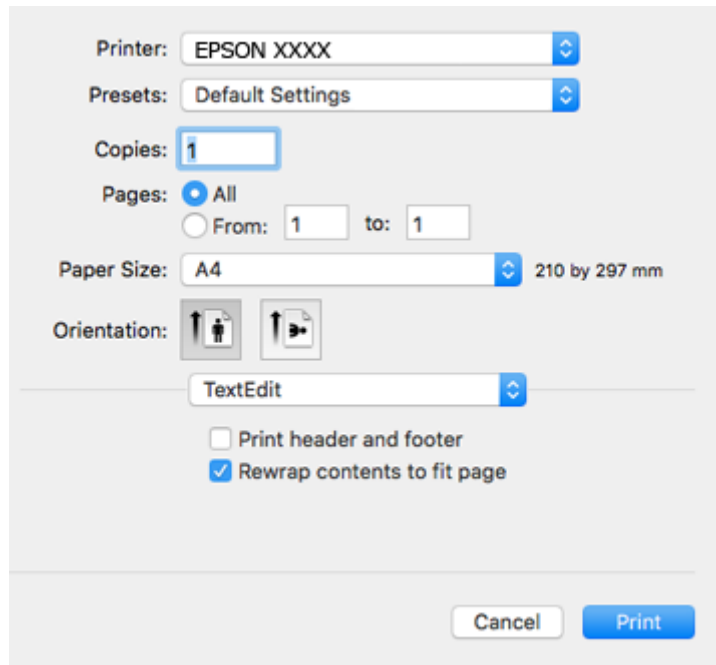 Printer: EPSON XXXX
Presets: Default Settings
Copies: 1
Pages: All
From: 1 to: 1
Paper Size: A4 210 by 297 mm
Orientation:
TextEdit
Print header and footer
Rewrap contents to fit page
Cancel Print